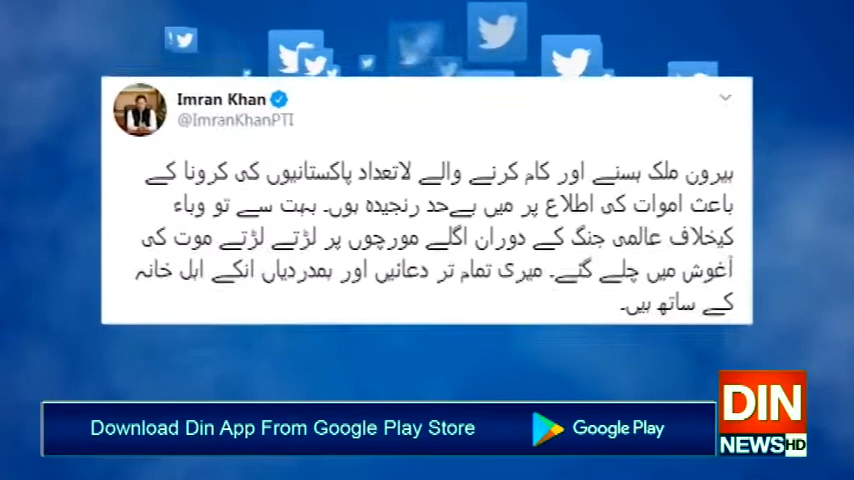 Imran Khan
@ImranKhanPTI
بیرون ملک بسنے اور کام کرنے والے لاتعداد پاکستانیوں کی کرونا کے
باعث اموات کی اطلاع پر میں بےحد رنجیدہ ہوں۔ بہت سے تو وباء
کیخلاف عالمی جنگ کے دوران اگلے مورچوں پر لڑتے لڑتے موت کی
آغوش میں چلے گئے۔ میری تمام تر دعائیں اور ہمدردیاں انکے اہل خانہ
کے ساتھ ہیں۔
Download Din App From Google Play Store
Google Play
DIN
NEWS HD